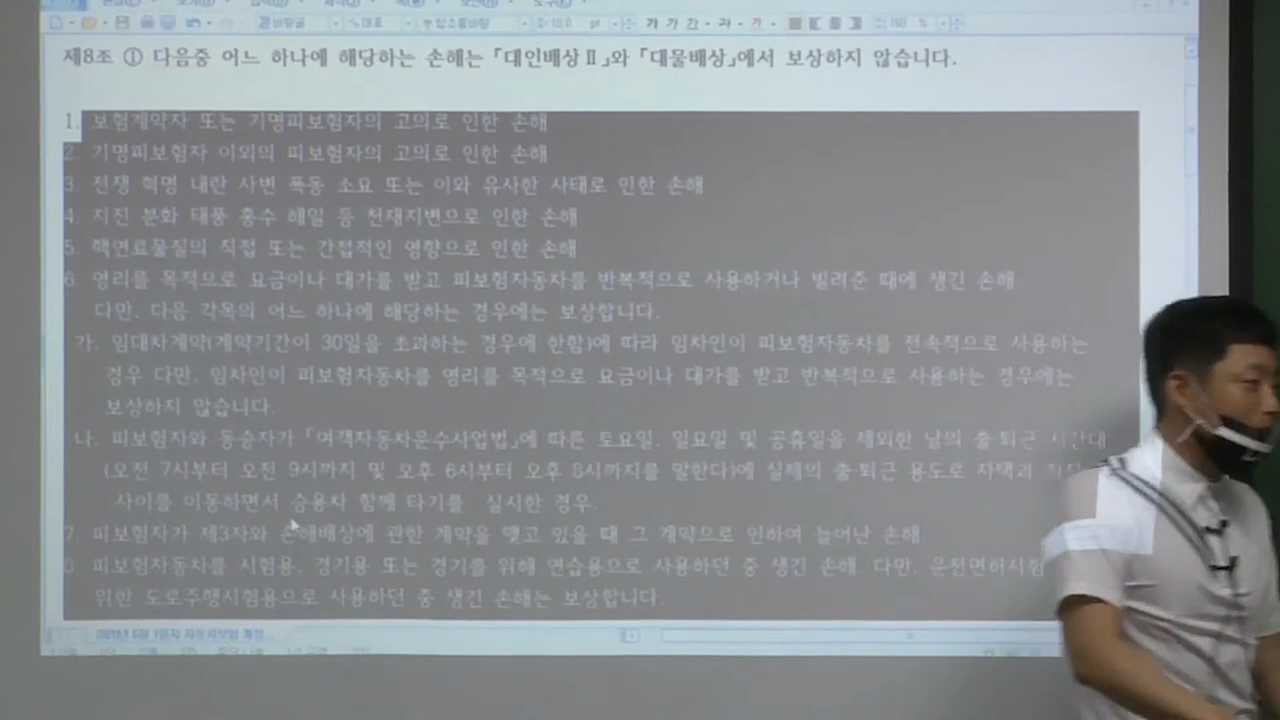 바탕글
대표
160 %
제8조 ① 다음중 어느 하나에 해당하는 손해는 「대인배상Ⅱ」와 「대물배상」에서 보상하지 않습니다.
1. 보험계약자 또는 기명피보험자의 고의로 인한 손해
2. 기명피보험자 이외의 피보험자의 고의로 인한 손해
3. 전쟁 혁명 내란 사변 폭동 소요 또는 이와 유사한 사태로 인한 손해
4. 지진 분화 태풍 홍수 해일 등 천재지변으로 인한 손해
5. 핵연료물질의 직접 또는 간접적인 영향으로 인한 손해
6. 영리를 목적으로 요금이나 대가를 받고 피보험자동차를 반복적으로 사용하거나 빌려준 때에 생긴 손해.
다만, 다음 각목의 어느 하나에 해당하는 경우에는 보상합니다.
가. 임대차계약(계약기간이 30일을 초과하는 경우에 한함)에 따라 임차인이 피보험자동차를 전속적으로 사용하는
경우 다만, 임차인이 피보험자동차를 영리를 목적으로 요금이나 대가를 받고 반복적으로 사용하는 경우에는
보상하지 않습니다.
나. 피보험자와 동승자가 「여객자동차운수사업법」에 따른 토요일, 일요일 및 공휴일을 제외한 날의 출·퇴근 시간대
(오전 7시부터 오전 9시까지 및 오후 6시부터 오후 8시까지를 말한다)에 실제의 출·퇴근 용도로 자택과
사이를 이동하면서 승용차 함께 타기를 실시한 경우
7. 피보험자가 제3자와 손해배상에 관한 계약을 맺고 있을 때 그 계약으로 인하여 늘어난 손해
8. 피보험자동차를 시험용, 경기용 또는 경기를 위해 연습용으로 사용하던 중 생긴 손해. 다만, 운전면허시험
위한 도로주행시험용으로 사용하던 중 생긴 손해는 보상합니다.